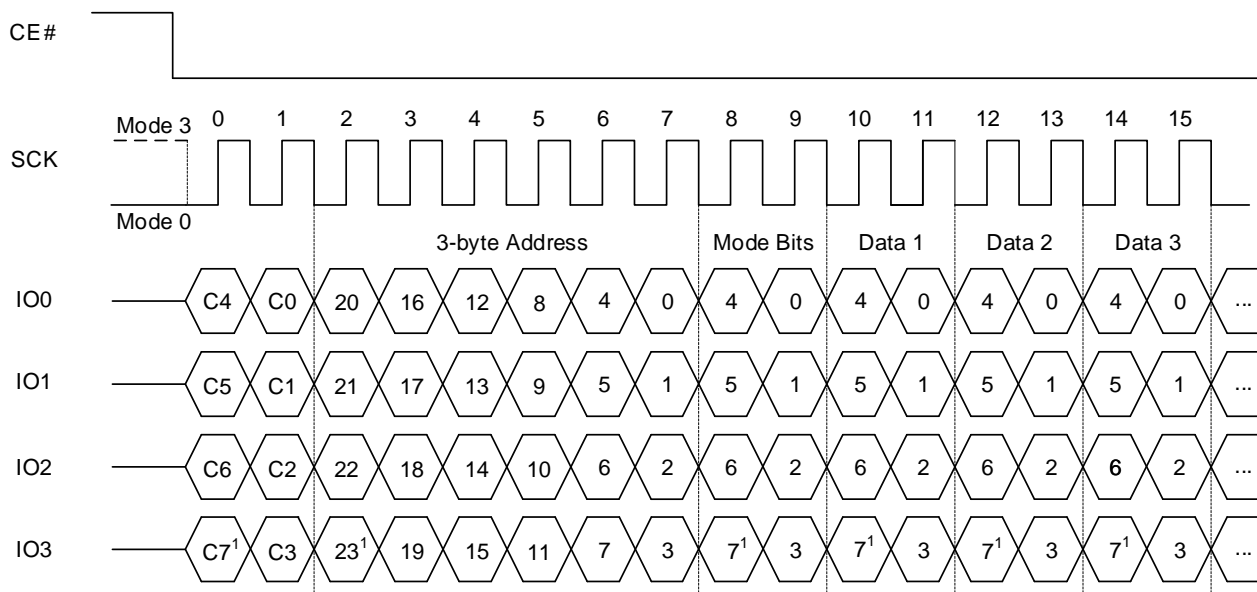 CE#
Mode 3 0 1 2 3 4 5 6 7 8 9 10 11 12 13 14 15
SCK
Mode 0
3-byte Address Mode Bits Data 1 Data 2 Data 3
IO0 C4 C0 20 16 12 8 4 0 4 0 4 0 4 0 4 0 ...
IO1 C5 C1 21 17 13 9 5 1 5 1 5 1 5 1 5 1 ...
IO2 C6 C2 22 18 14 10 6 2 6 2 6 2 6 2 6 2 ...
IO3 C7¹ C3 23¹ 19 15 11 7 3 7¹ 3 7¹ 3 7¹ 3 7¹ 3 ...